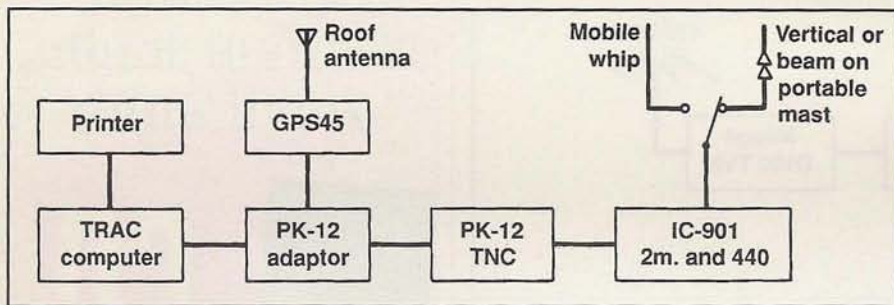 Roof
antenna
Mobile
whip
Vertical or
beam on
portable
mast
Printer
GPS45
TRAC
computer
PK-12
adaptor
PK-12
TNC
IC-901
2m. and 440